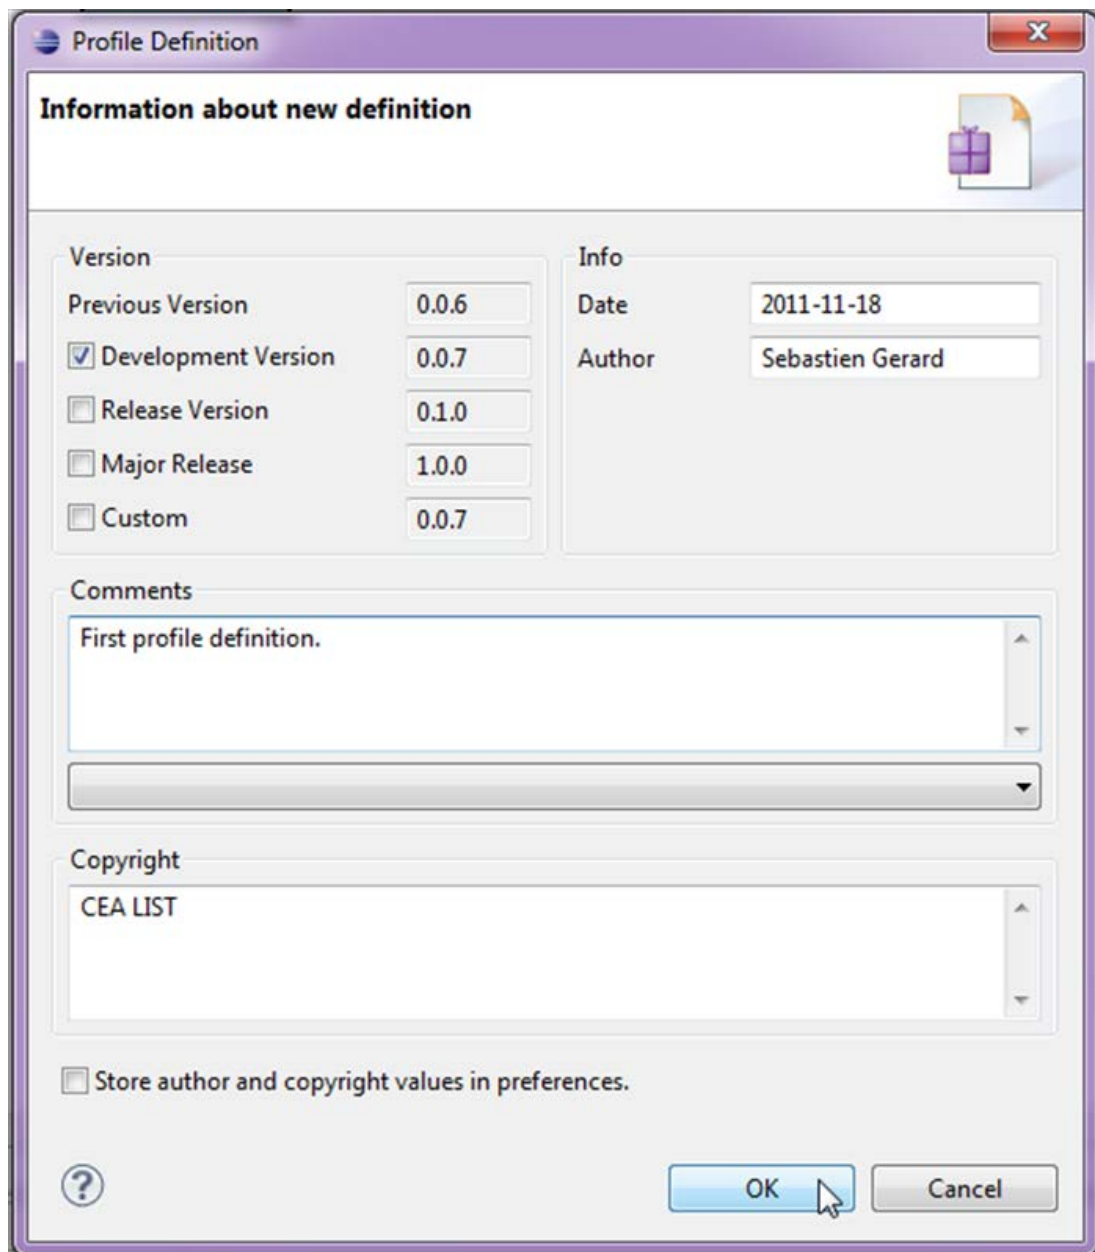 Profile Definition
Information about new definition
Version
Previous Version 0.0.6
Development Version 0.0.7
Release Version 0.1.0
Major Release 1.0.0
Custom 0.0.7
Info
Date 2011-11-18
Author Sebastien Gerard
Comments
First profile definition.
Copyright
CEA LIST
Store author and copyright values in preferences.
?
OK Cancel